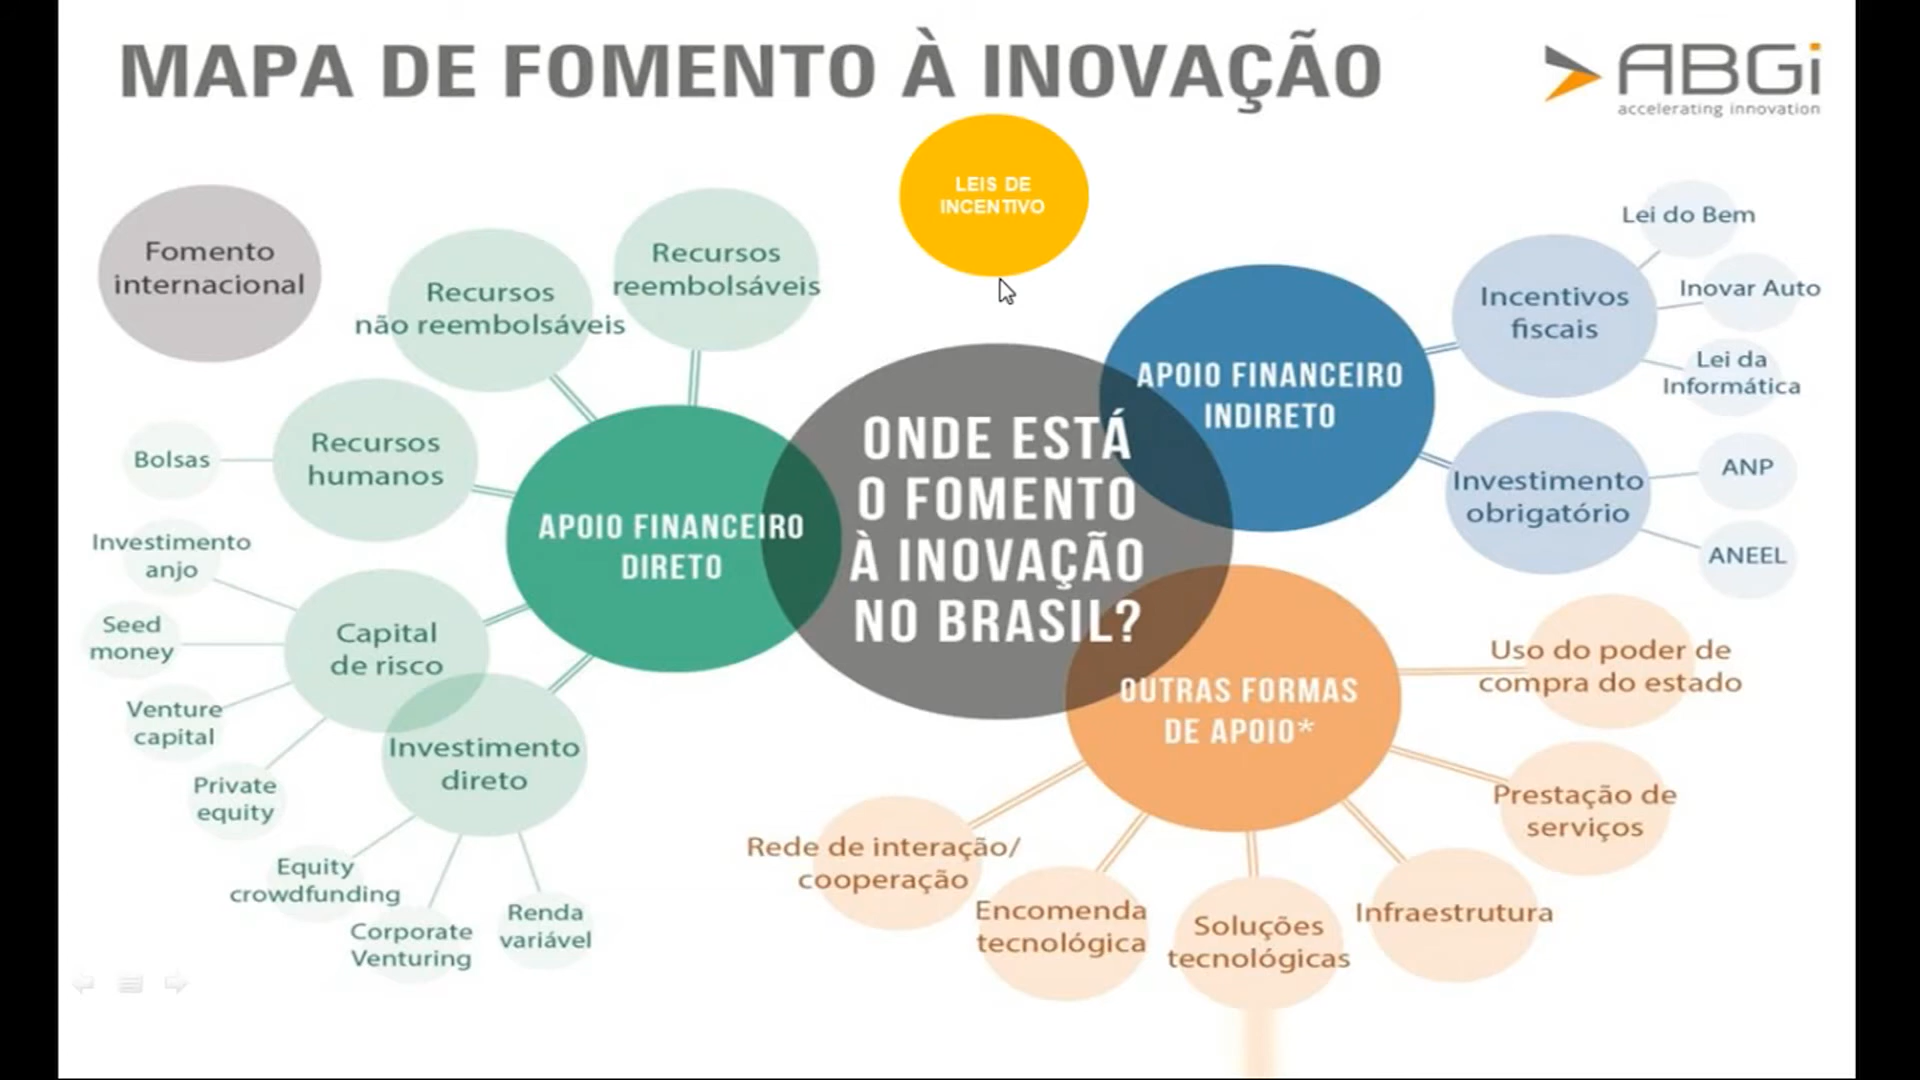 MAPA DE FOMENTO À INOVAÇÃO
ABGi
accelerating innovation
LEIS DE
INCENTIVO
Fomento
internacional
Recursos
não reembolsáveis
Recursos
reembolsáveis
Recursos
humanos
Bolsas
Investimento
anjo
Seed
money
Venture
capital
Private
equity
Capital
de risco
Investimento
direto
Equity
crowdfunding
Corporate
Venturing
Renda
variável
APOIO FINANCEIRO
DIRETO
ONDE ESTÁ
O FOMENTO
À INOVAÇÃO
NO BRASIL?
APOIO FINANCEIRO
INDIRETO
Incentivos
fiscais
Lei do Bem
Inovar Auto
Lei da
Informática
Investimento
obrigatório
ANP
ANEEL
OUTRAS FORMAS
DE APOIO*
Uso do poder de
compra do estado
Prestação de
serviços
Infraestrutura
Soluções
tecnológicas
Encomenda
tecnológica
Rede de interação/
cooperação